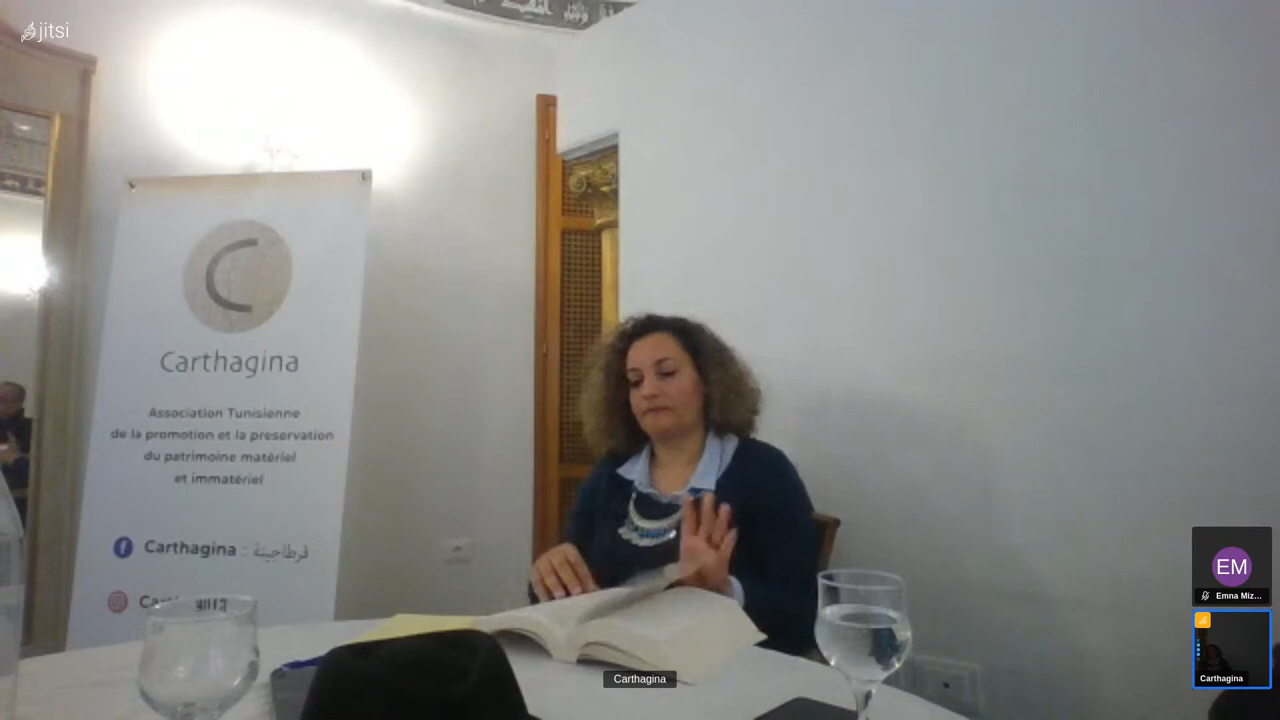 jitsi
Carthagina
Association Tunisienne
de la promotion et la preservation
du patrimoine matériel
et immatériel
Carthagina :: قرطاجينة
EM
Emna Miz...
Carthagina
Carthagina